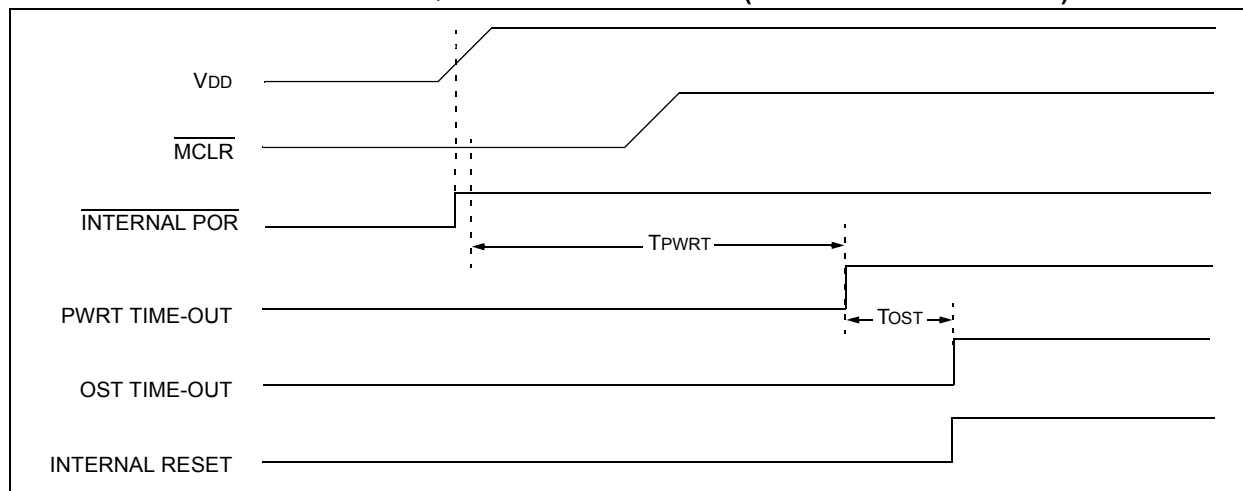 VDD
MCLR
INTERNAL POR
TPWRT
PWRT TIME-OUT
TOST
OST TIME-OUT
INTERNAL RESET